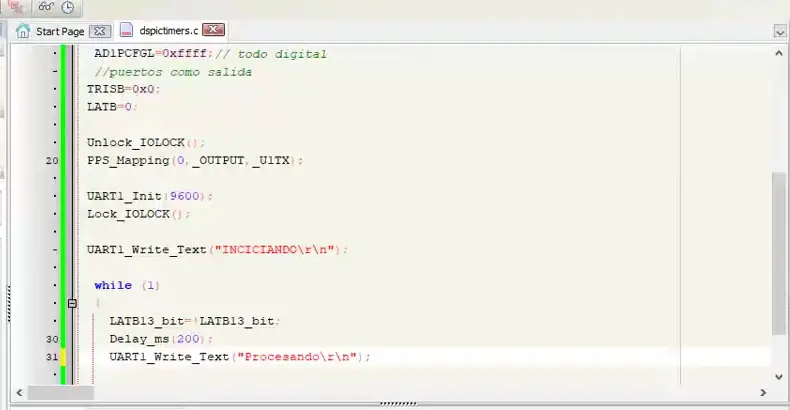 Start Page
dspictimers.c
AD1PCFGL=0xffff;// todo digital
//puertos como salida
TRISB=0x0;
LATB=0;
Unlock_IOLOCK();
20 PPS_Mapping(0,_OUTPUT,_U1TX);
UART1_Init(9600);
Lock_IOLOCK();
UART1_Write_Text("INCICIANDO\r\n");
while (1)
{
LATB13_bit=!LATB13_bit;
30 Delay_ms(200);
31 UART1_Write_Text("Procesando\r\n");